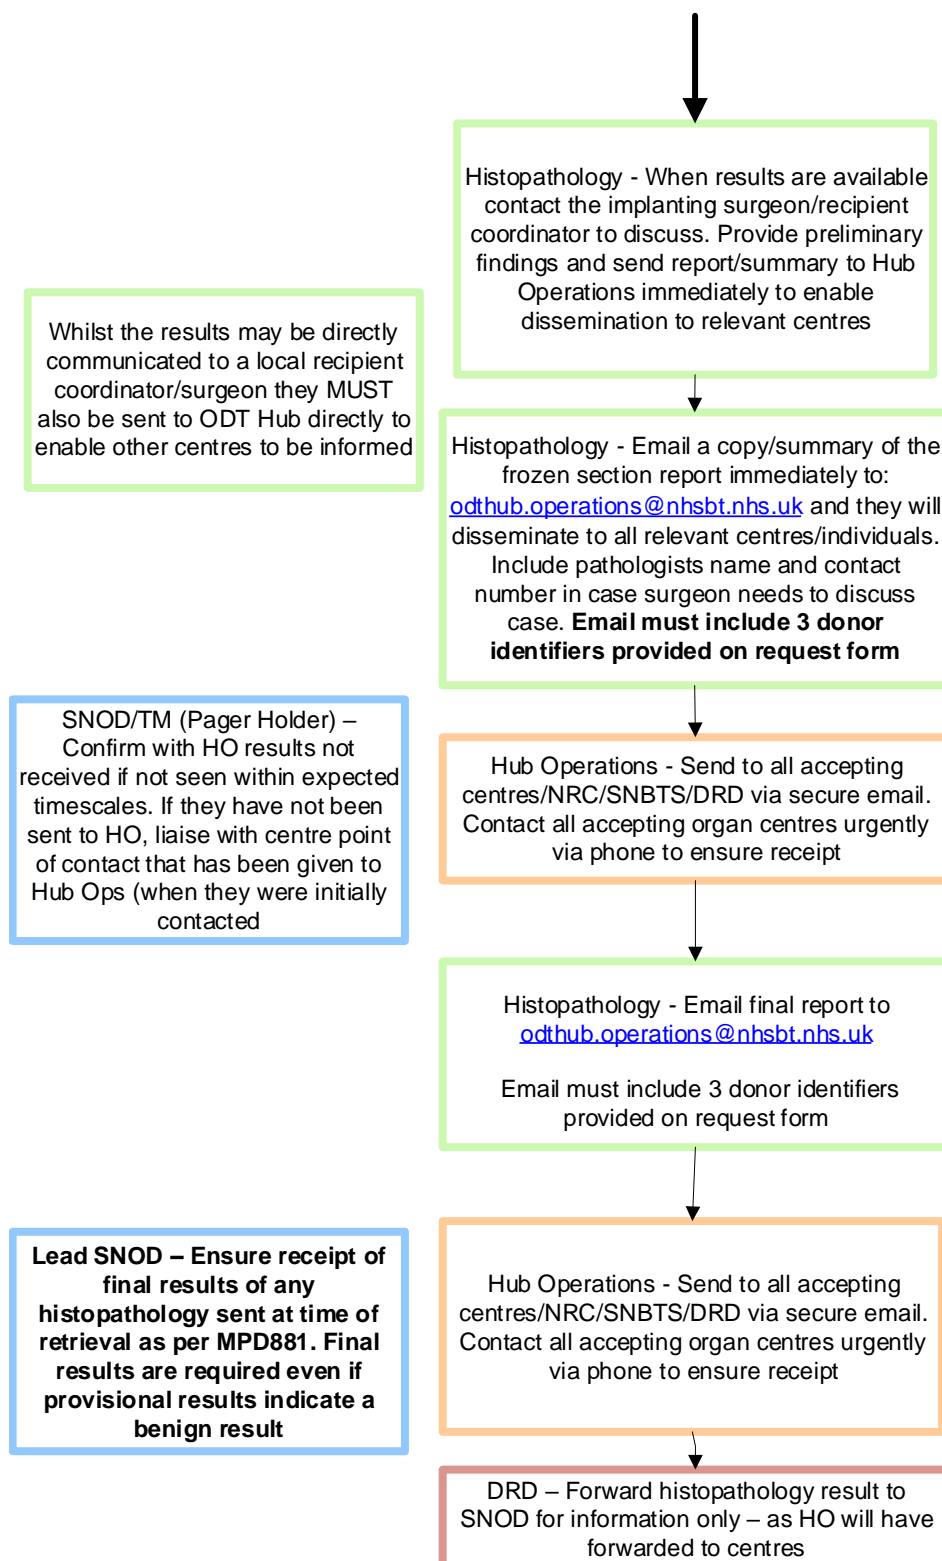 Histopathology - When results are available
contact the implanting surgeon/recipient
coordinator to discuss. Provide preliminary
findings and send report/summary to Hub
Operations immediately to enable
dissemination to relevant centres
Whilst the results may be directly
communicated to a local recipient
coordinator/surgeon they MUST
also be sent to ODT Hub directly to
enable other centres to be informed
Histopathology - Email a copy/summary of the
frozen section report immediately to:
odthub.operations@nhsbt.nhs.uk and they will
disseminate to all relevant centres/individuals.
Include pathologists name and contact
number in case surgeon needs to discuss
case. Email must include 3 donor
identifiers provided on request form
SNOD/TM (Pager Holder) –
Confirm with HO results not
received if not seen within expected
timescales. If they have not been
sent to HO, liaise with centre point
of contact that has been given to
Hub Ops (when they were initially
contacted
Hub Operations - Send to all accepting
centres/NRC/SNBTS/DRD via secure email.
Contact all accepting organ centres urgently
via phone to ensure receipt
Histopathology - Email final report to
odthub.operations@nhsbt.nhs.uk
Email must include 3 donor identifiers
provided on request form
Lead SNOD – Ensure receipt of
final results of any
histopathology sent at time of
retrieval as per MPD881. Final
results are required even if
provisional results indicate a
benign result
Hub Operations - Send to all accepting
centres/NRC/SNBTS/DRD via secure email.
Contact all accepting organ centres urgently
via phone to ensure receipt
DRD – Forward histopathology result to
SNOD for information only – as HO will have
forwarded to centres